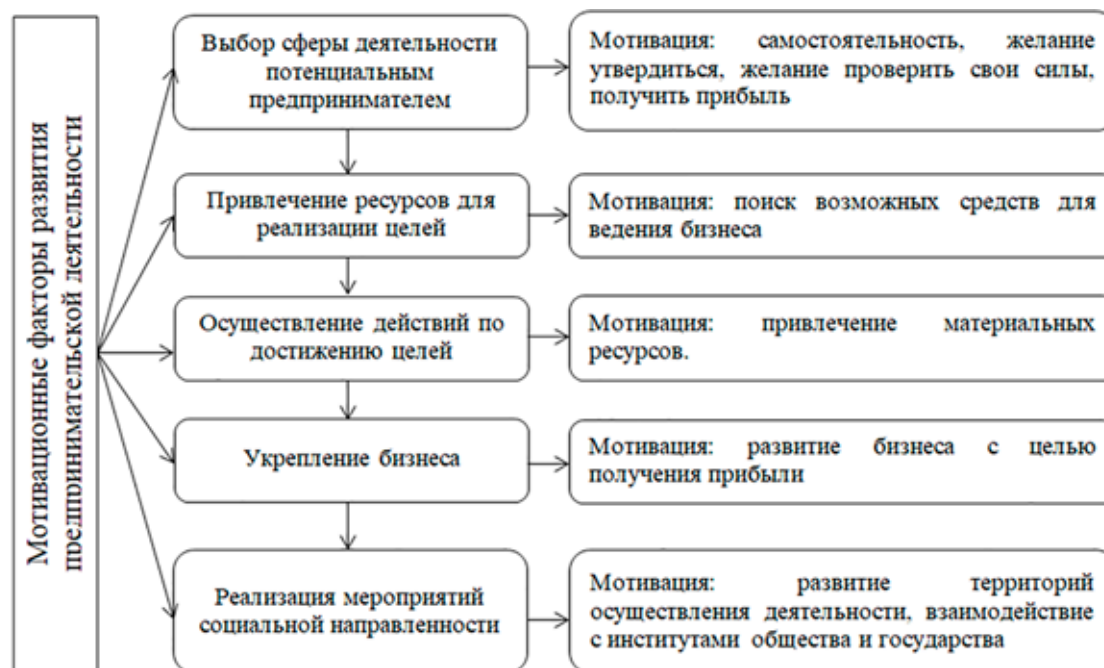 Мотивационные факторы развития
предпринимательской деятельности
Выбор сферы деятельности
потенциальным
предпринимателем
Мотивация: самостоятельность, желание
утвердиться, желание проверить свои силы,
получить прибыль
Привлечение ресурсов для
реализации целей
Мотивация: поиск возможных средств для
ведения бизнеса
Осуществление действий по
достижению целей
Мотивация: привлечение материальных
ресурсов.
Укрепление бизнеса
Мотивация: развитие бизнеса с целью
получения прибыли
Реализация мероприятий
социальной направленности
Мотивация: развитие территорий
осуществления деятельности, взаимодействие
с институтами общества и государства